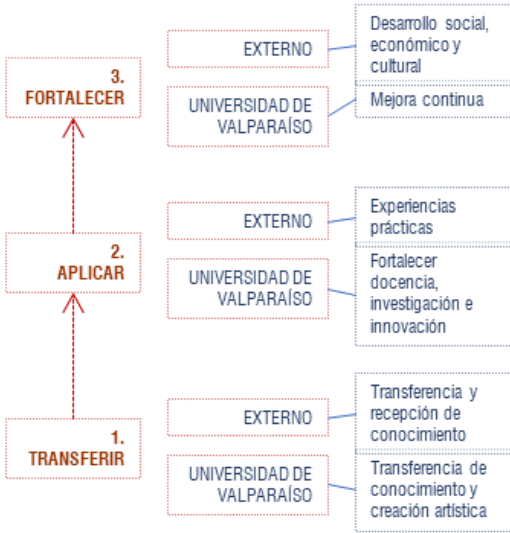 Desarrollo social,
económico y
cultural
EXTERNO
3.
FORTALECER
UNIVERSIDAD DE
VALPARAÍSO
Mejora continua
Experiencias
prácticas
EXTERNO
2.
APLICAR
UNIVERSIDAD DE
VALPARAÍSO
Fortalecer
docencia,
investigación e
innovación
Transferencia y
recepción de
conocimiento
EXTERNO
1.
TRANSFERIR
UNIVERSIDAD DE
VALPARAÍSO
Transferencia de
conocimiento y
creación artística